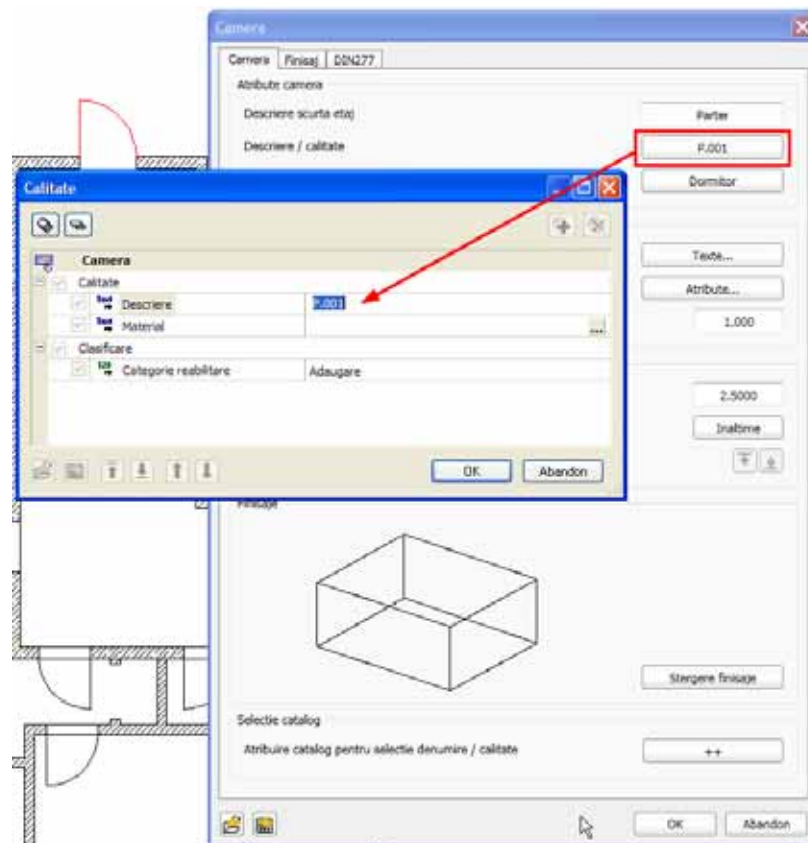 Camera
Camera Finisaj DIN277
Atribute camera
Descriere scurta etaj Parter
Descriere / calitate P.001
Dormitor
Calitate
Camera
Calitate
Descriere P.001
Material ...
Clasificare
Categorie reabilitare Adaugare
OK Abandon
Texte...
Atribute...
1.000
2.5000
Inaltime
Finisaje
Stergere finisaje
Selectie catalog
Atribuire catalog pentru selectie denumire / calitate ++
OK Abandon